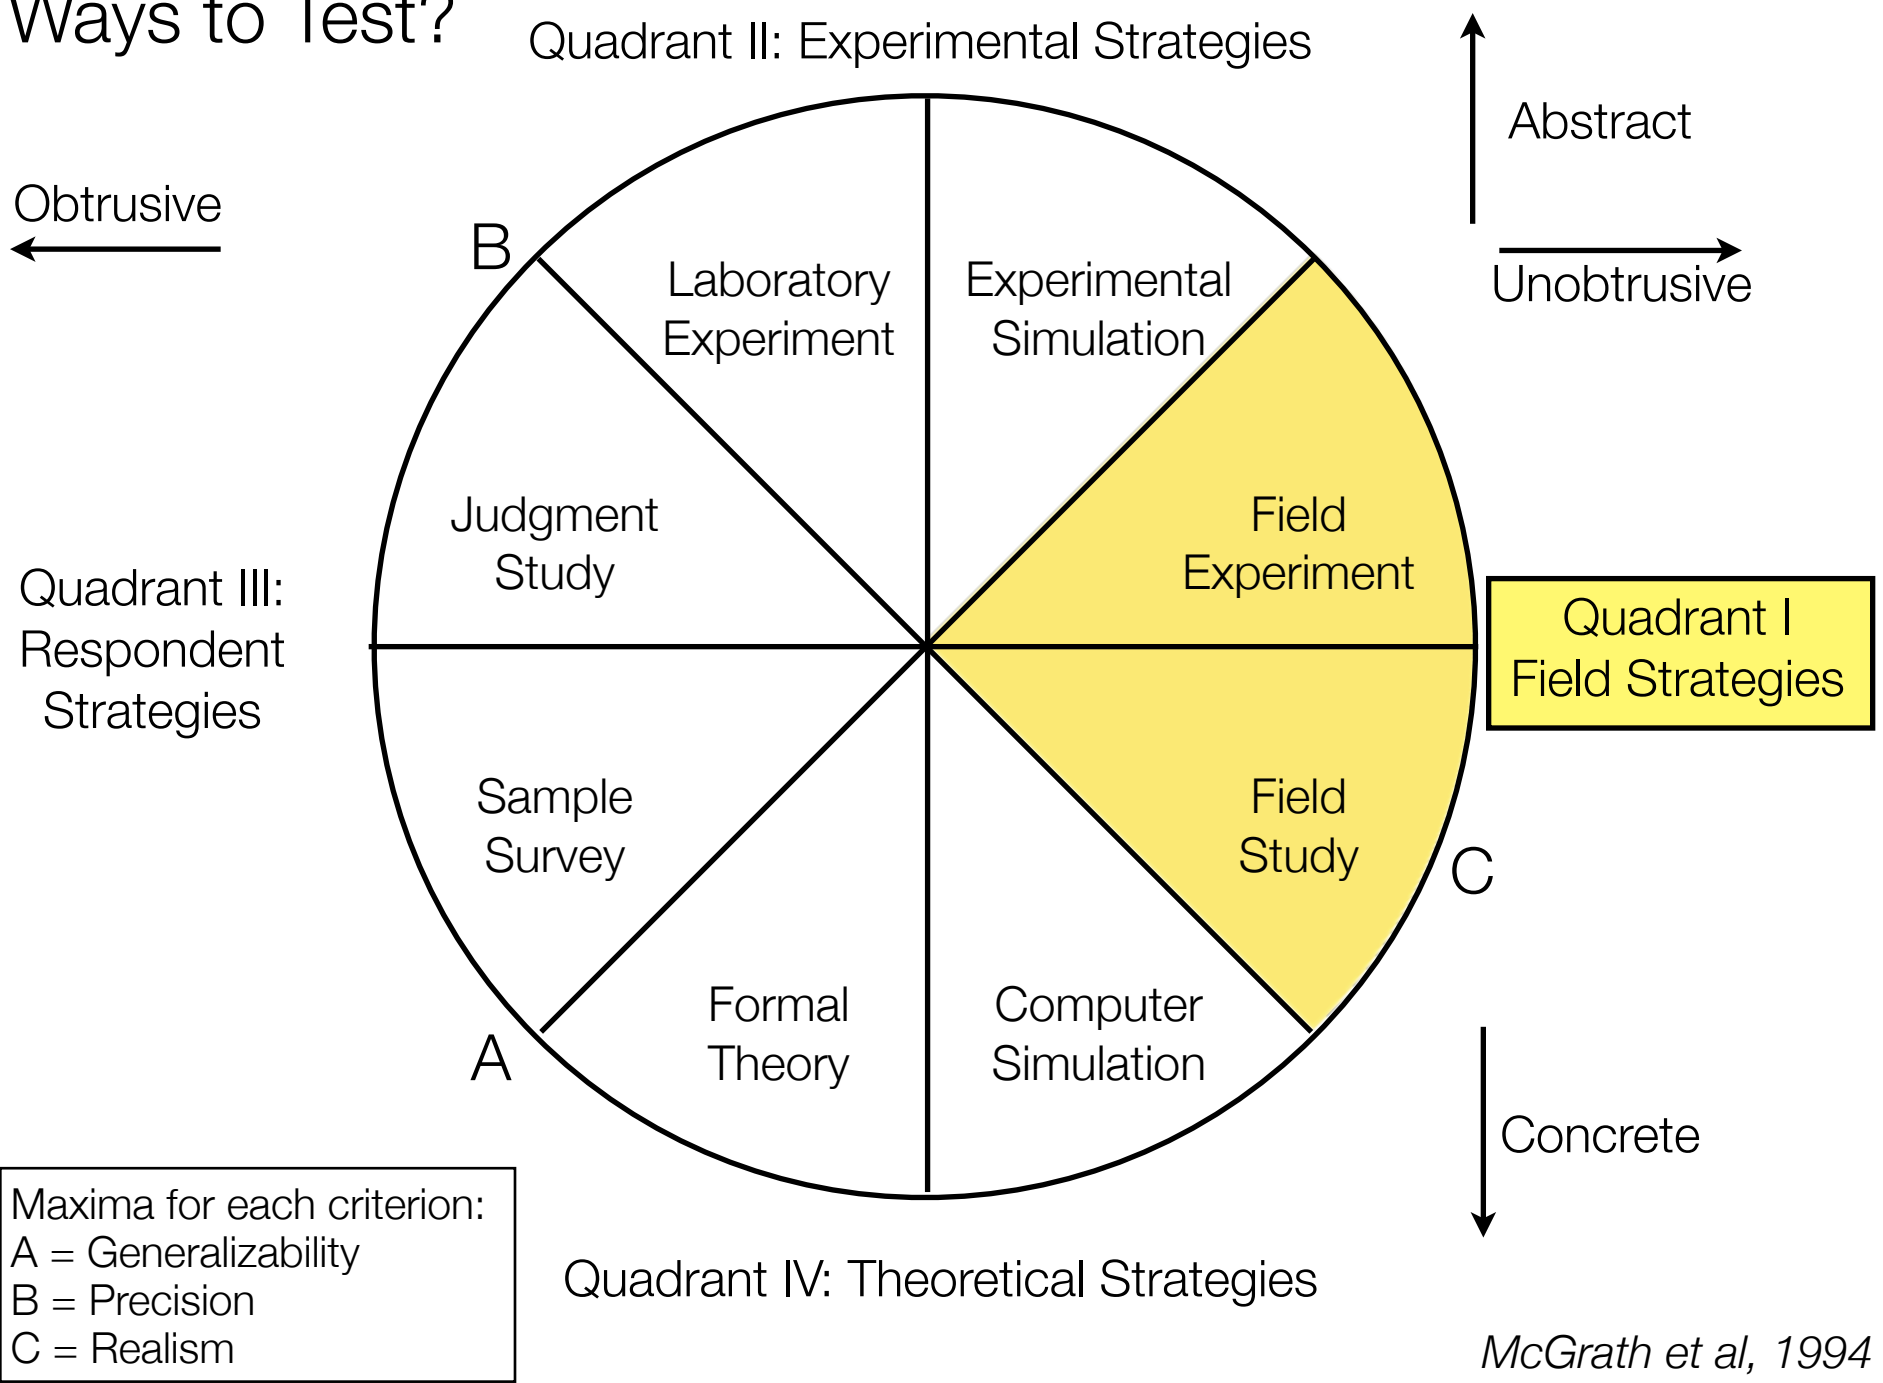 Ways to Test?
Quadrant II: Experimental Strategies
Abstract
Obtrusive
Unobtrusive
B
Laboratory
Experiment
Experimental
Simulation
Judgment
Study
Field
Experiment
Quadrant III:
Respondent
Strategies
Quadrant I
Field Strategies
Sample
Survey
Field
Study
C
Formal
Theory
Computer
Simulation
A
Concrete
Maxima for each criterion:
A = Generalizability
B = Precision
C = Realism
Quadrant IV: Theoretical Strategies
McGrath et al, 1994